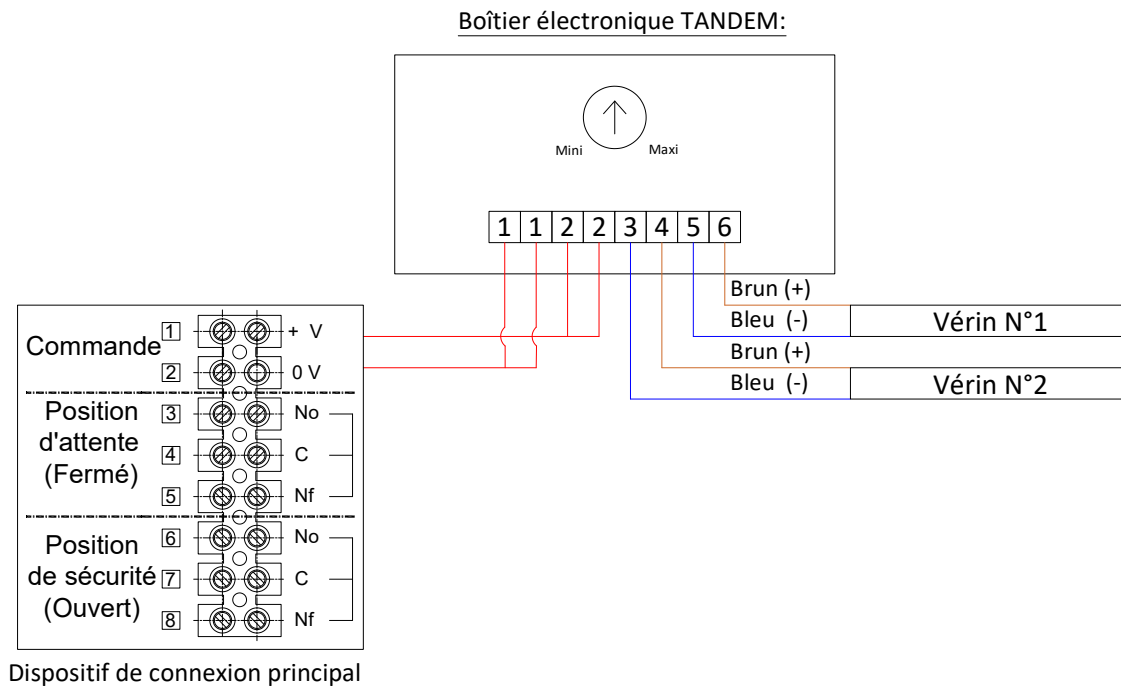 Boîtier électronique TANDEM:
Mini
Maxi
1 1 2 2 3 4 5 6
Brun (+)
Bleu (-)
Vérin N°1
Brun (+)
Bleu (-)
Vérin N°2
Commande
1 + V
2 0 V
Position
d'attente
(Fermé)
3 No
4 C
5 Nf
Position
de sécurité
(Ouvert)
6 No
7 C
8 Nf
Dispositif de connexion principal